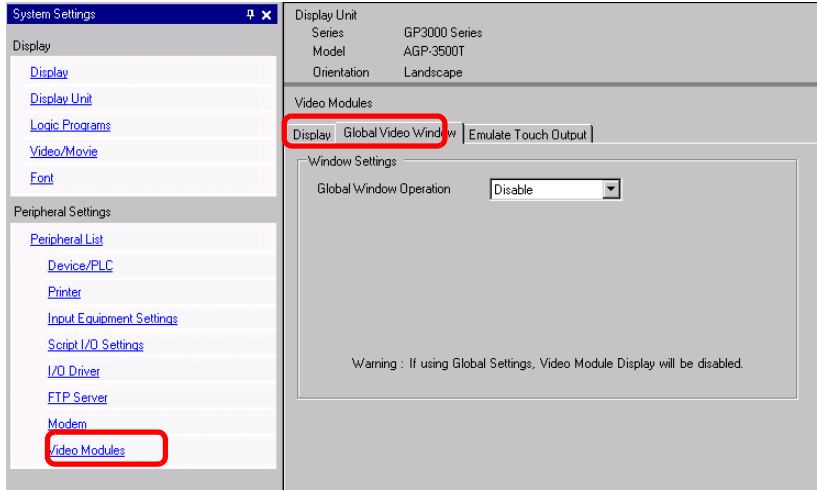 System Settings
Display
Display
Display Unit
Logic Programs
Video/Movie
Font
Peripheral Settings
Peripheral List
Device/PLC
Printer
Input Equipment Settings
Script I/O Settings
I/O Driver
FTP Server
Modem
Video Modules
Display Unit
Series GP3000 Series
Model AGP-3500T
Orientation Landscape
Video Modules
Display Global Video Window Emulate Touch Output
Window Settings
Global Window Operation Disable
Warning : If using Global Settings, Video Module Display will be disabled.